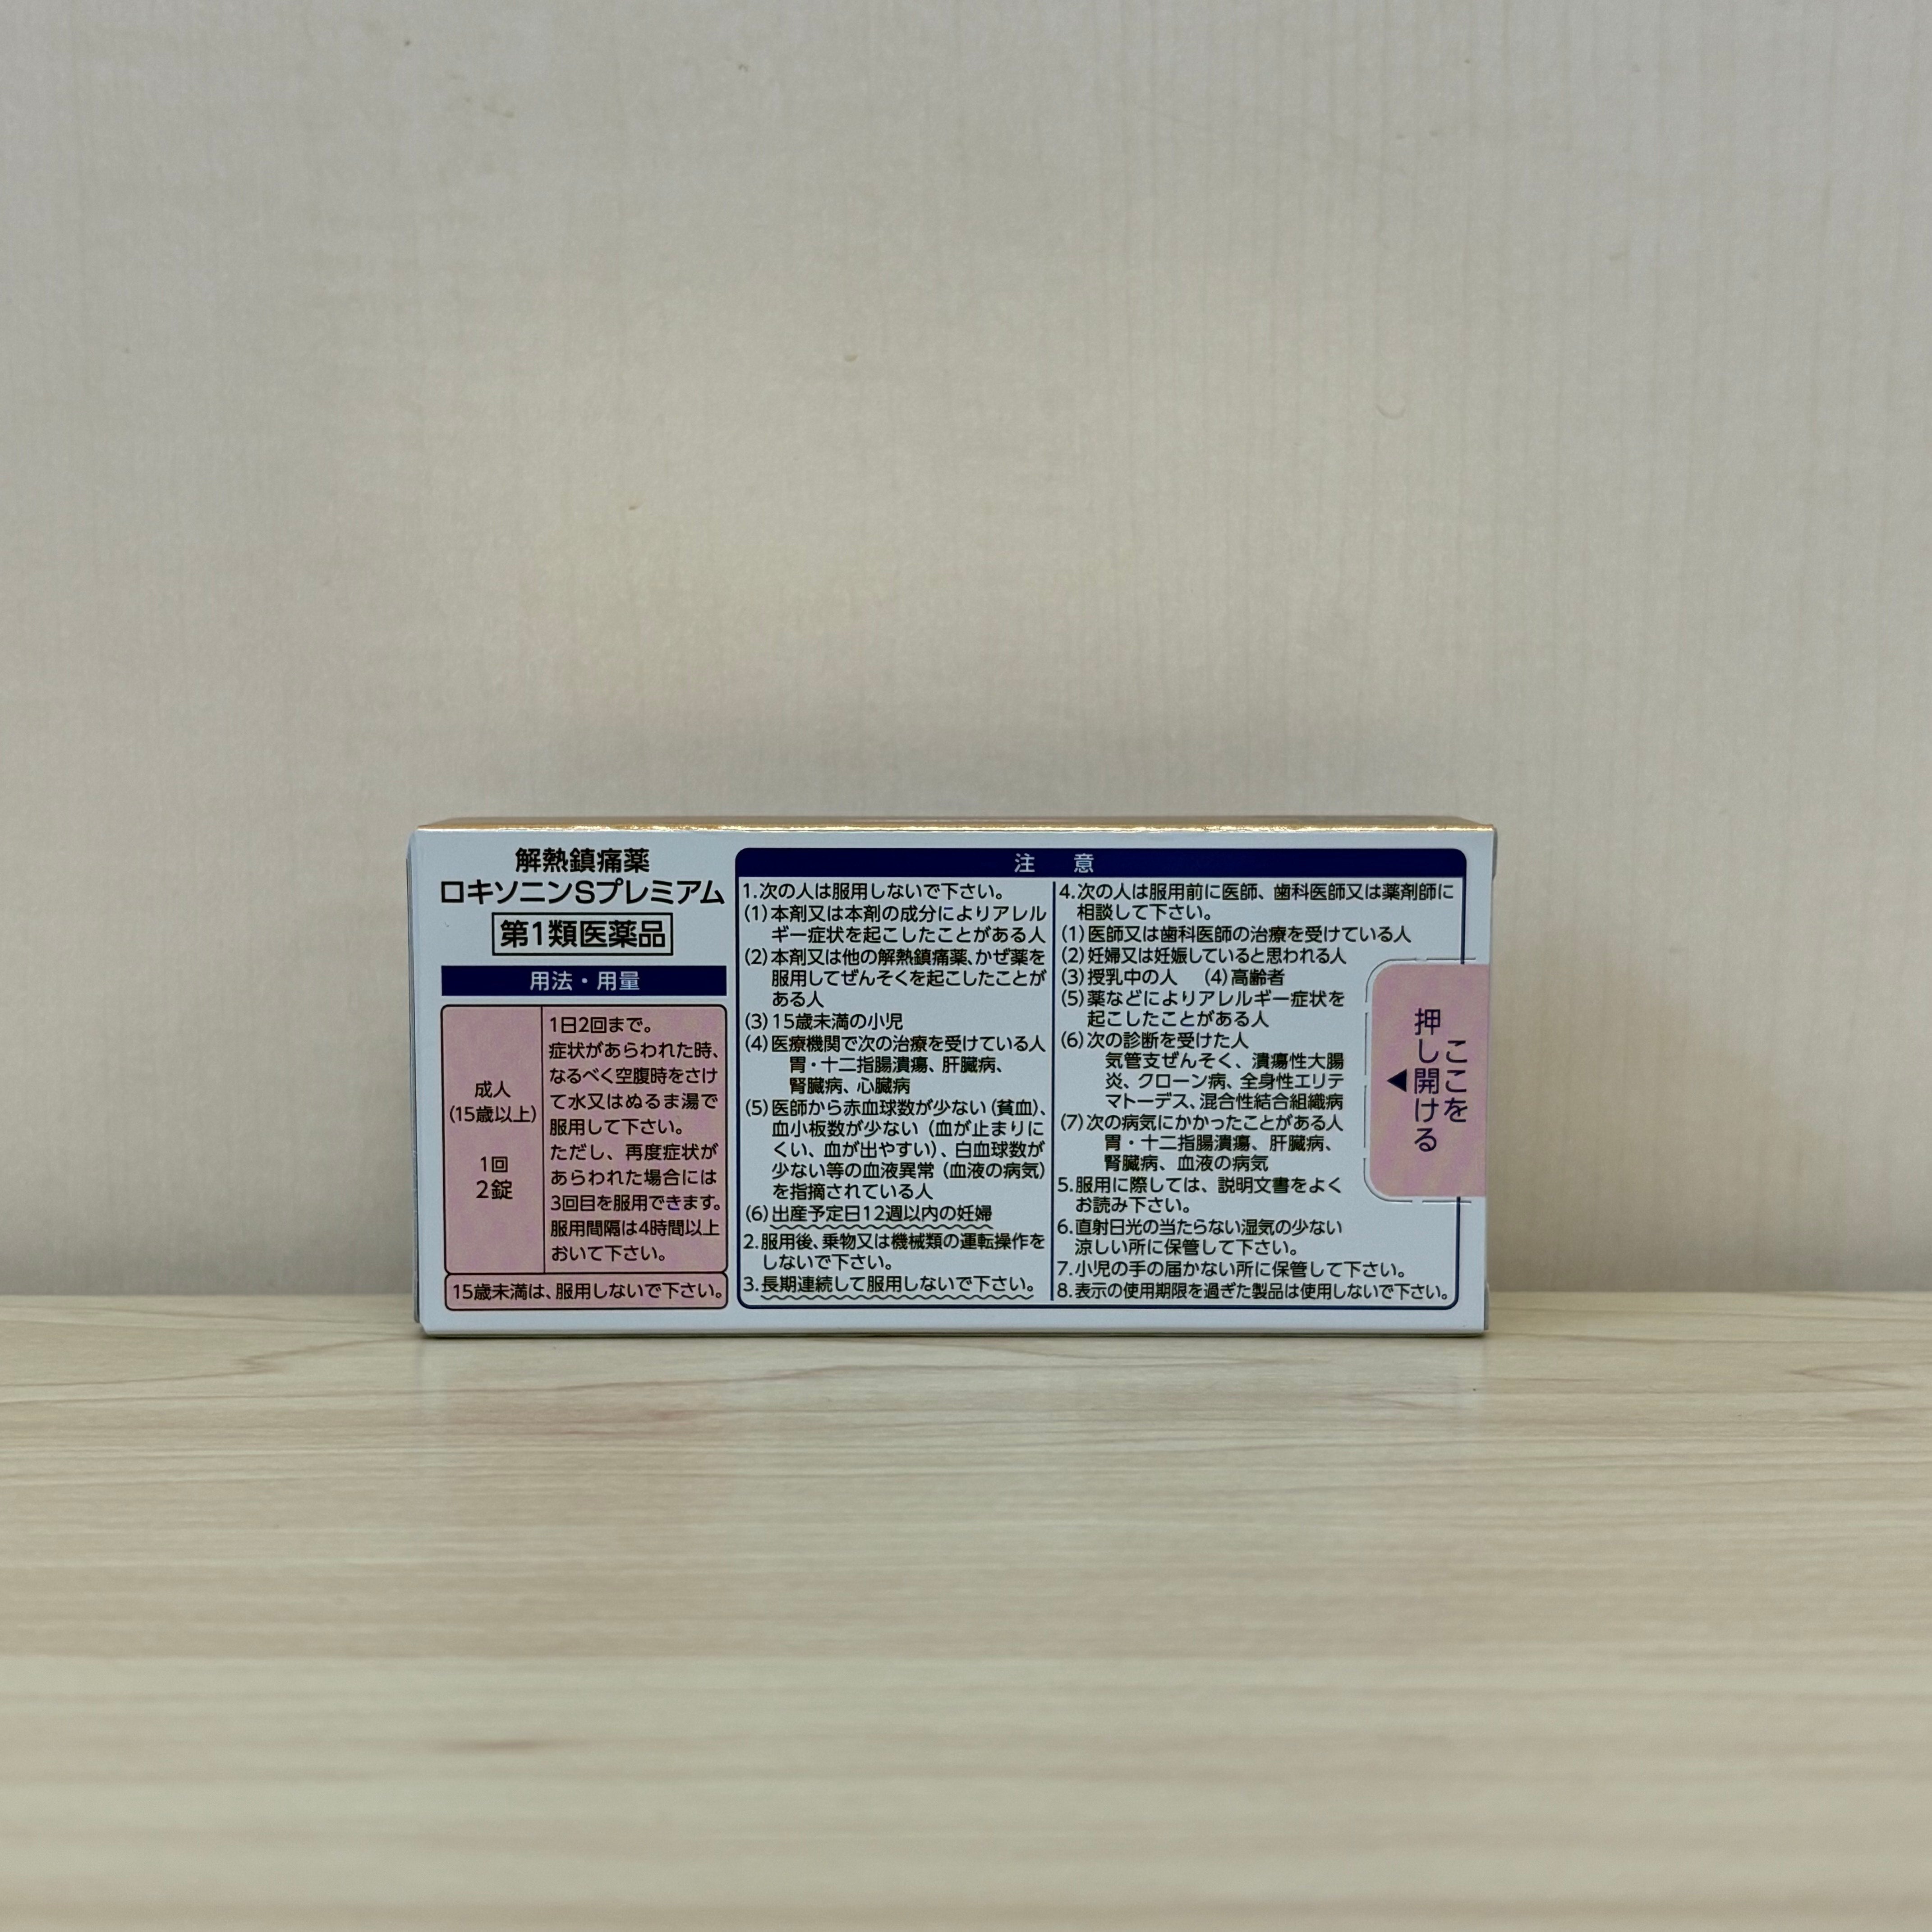 解熱鎮痛薬
ロキソニンSプレミアム
第1類医薬品
用法・用量
成人
(15歳以上)
1回
2錠
1日2回まで。
症状があらわれた時、
なるべく空腹時をさけ
て水又はぬるま湯で
服用して下さい。
ただし、再度症状が
あらわれた場合には
3回目を服用できます。
服用間隔は4時間以上
おいて下さい。
15歳未満は、服用しないで下さい。
注 意
1.次の人は服用しないで下さい。
(1)本剤又は本剤の成分によりアレル
ギー症状を起こしたことがある人
(2)本剤又は他の解熱鎮痛薬、かぜ薬を
服用してぜんそくを起こしたことが
ある人
(3)15歳未満の小児
(4)医療機関で次の治療を受けている人
胃・十二指腸潰瘍、肝臓病、
腎臓病、心臓病
(5)医師から赤血球数が少ない(貧血)、
血小板数が少ない(血が止まりに
くい、血が出やすい)、白血球数が
少ない等の血液異常(血液の病気)
を指摘されている人
(6)出産予定日12週以内の妊婦
2.服用後、乗物又は機械類の運転操作を
しないで下さい。
3.長期連続して服用しないで下さい。
4.次の人は服用前に医師、歯科医師又は薬剤師に
相談して下さい。
(1)医師又は歯科医師の治療を受けている人
(2)妊婦又は妊娠していると思われる人
(3)授乳中の人 (4)高齢者
(5)薬などによりアレルギー症状を
起こしたことがある人
(6)次の診断を受けた人
気管支ぜんそく、潰瘍性大腸
炎、クローン病、全身性エリテ
マトーデス、混合性結合組織病
(7)次の病気にかかったことがある人
胃・十二指腸潰瘍、肝臓病、
腎臓病、血液の病気
5.服用に際しては、説明文書をよく
お読み下さい。
6.直射日光の当たらない湿気の少ない
涼しい所に保管して下さい。
7.小児の手の届かない所に保管して下さい。
8.表示の使用期限を過ぎた製品は使用しないで下さい。
ここを
押し開ける